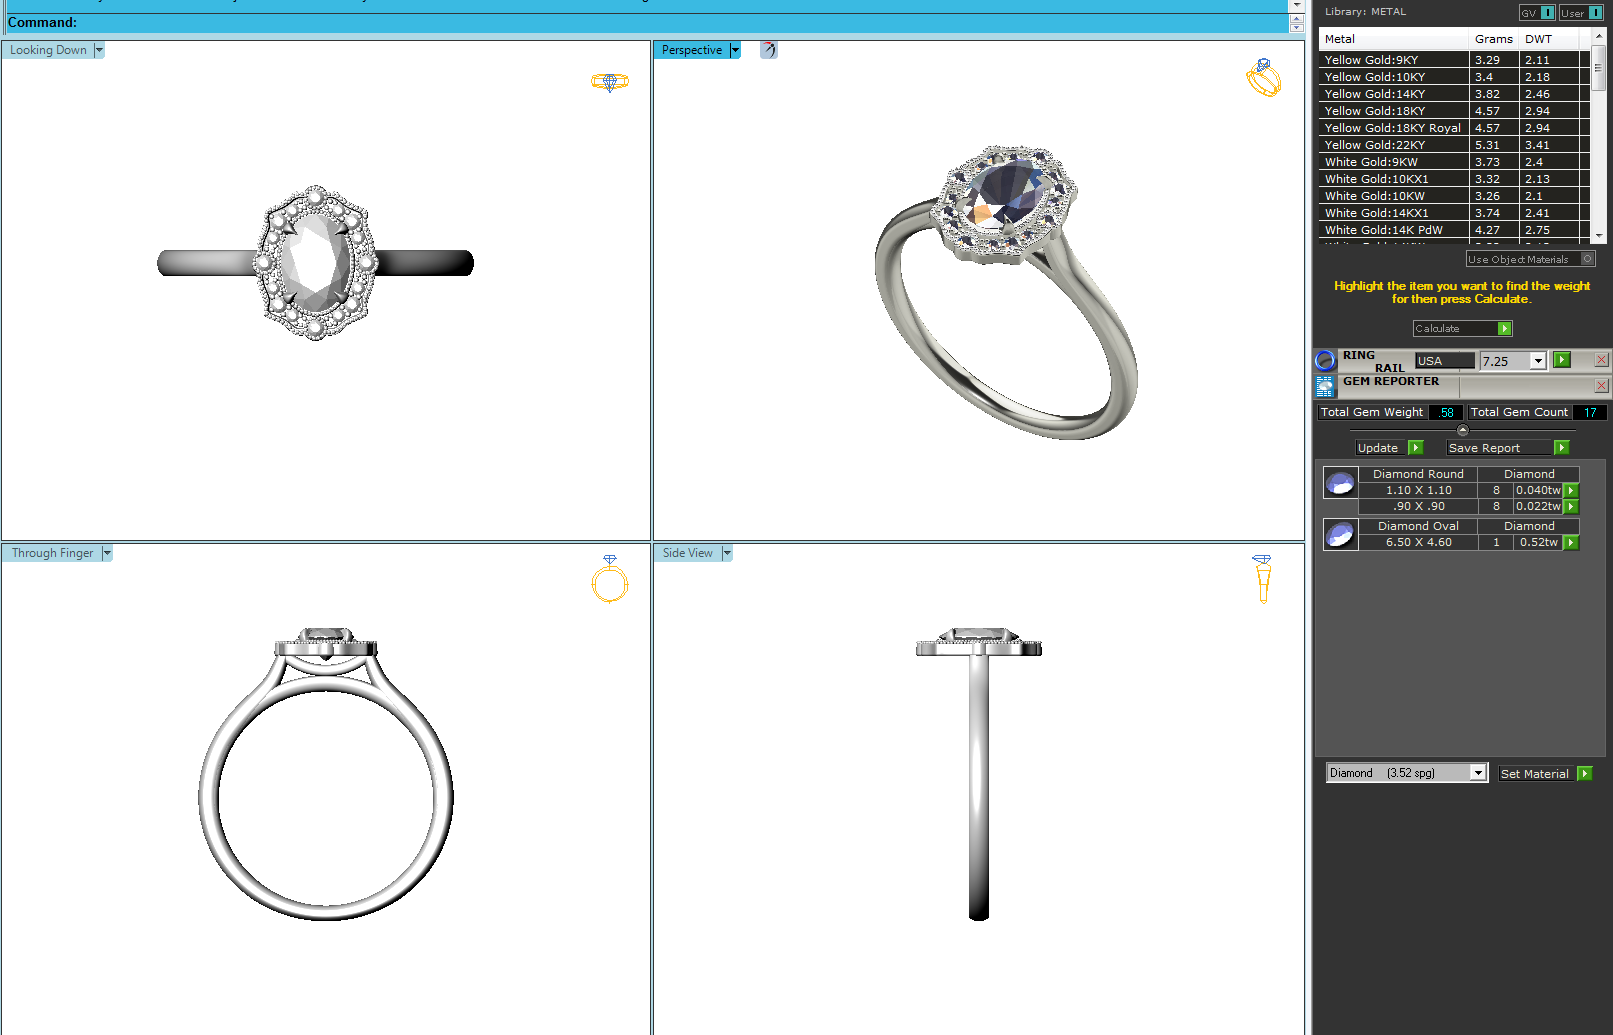 Command:
Looking Down
Perspective
Through Finger
Side View
Library: METAL
GV I User I
Metal Grams DWT
Yellow Gold:9KY 3.29 2.11
Yellow Gold:10KY 3.4 2.18
Yellow Gold:14KY 3.82 2.46
Yellow Gold:18KY 4.57 2.94
Yellow Gold:18KY Royal 4.57 2.94
Yellow Gold:22KY 5.31 3.41
White Gold:9KW 3.73 2.4
White Gold:10KX1 3.32 2.13
White Gold:10KW 3.26 2.1
White Gold:14KX1 3.74 2.41
White Gold:14K PdW 4.27 2.75
Use Object Materials
Highlight the item you want to find the weight
for then press Calculate.
Calculate
RING
RAIL USA 7.25
GEM REPORTER
Total Gem Weight .58 Total Gem Count 17
Update Save Report
Diamond Round Diamond
1.10 X 1.10 8 0.040tw
.90 X .90 8 0.022tw
Diamond Oval Diamond
6.50 X 4.60 1 0.52tw
Diamond (3.52 spg) Set Material